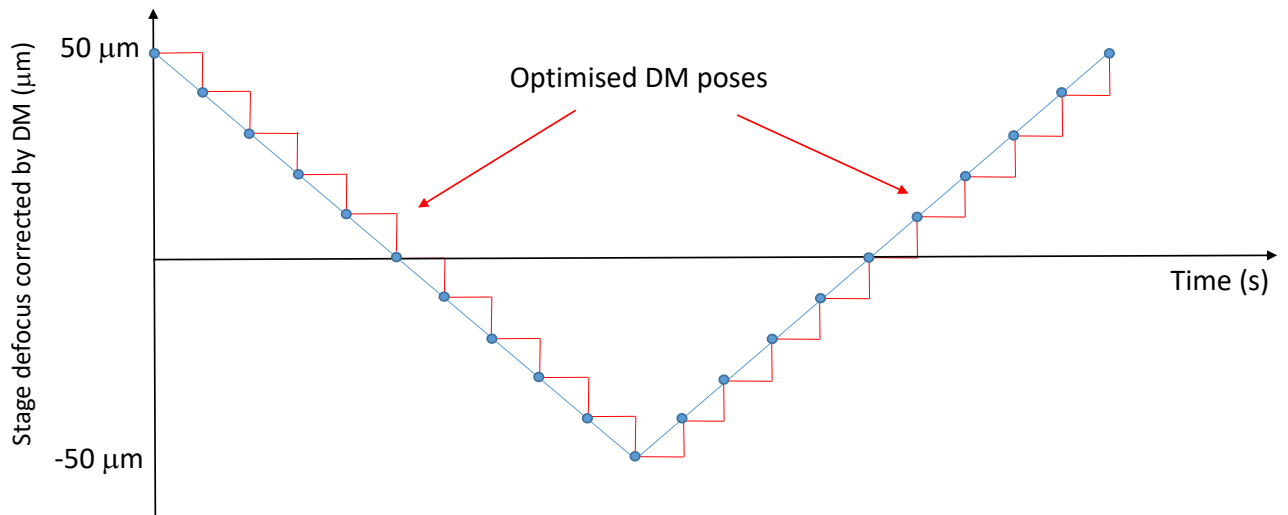 Stage defocus corrected by DM (μm)
50 μm
Optimised DM poses
Time (s)
-50 μm